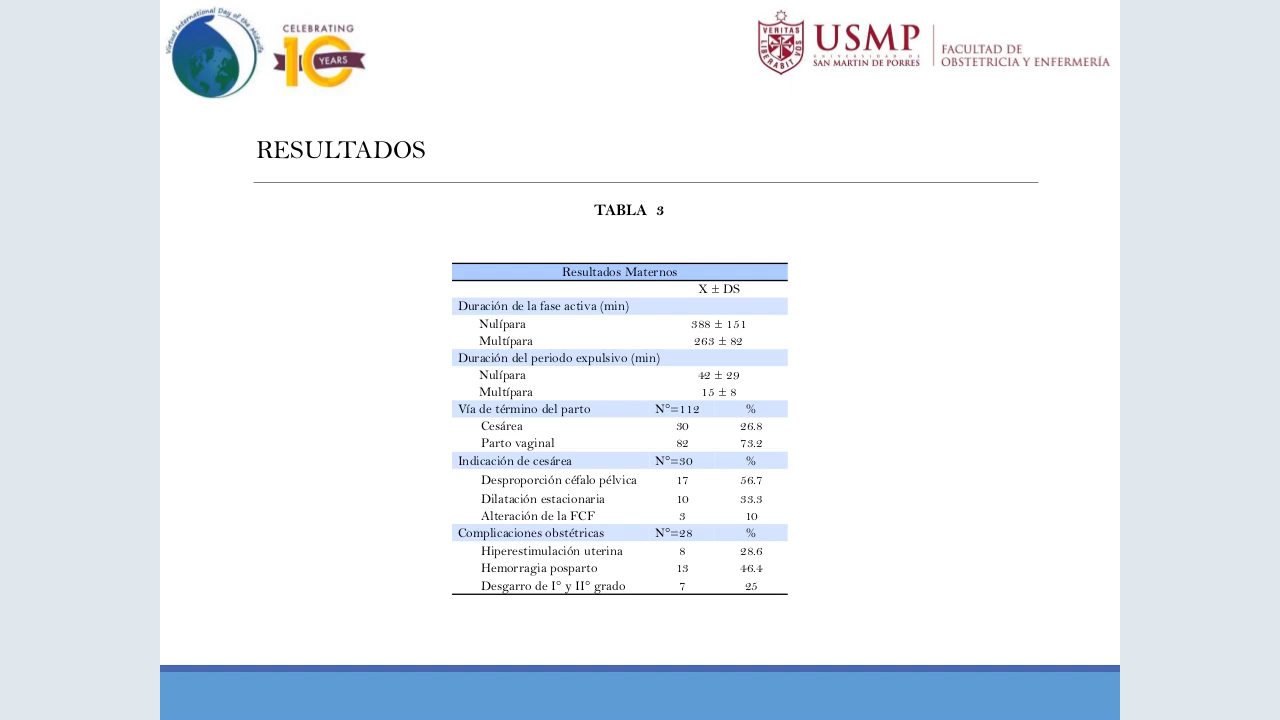 Virtual International Day of the Midwife
CELEBRATING
10
YEARS
VERITAS
LIBERABIT VOS
USMP
UNIVERSIDAD DE
SAN MARTIN DE PORRES
FACULTAD DE
OBSTETRICIA Y ENFERMERÍA
RESULTADOS
TABLA 3
Resultados Maternos
X ± DS
Duración de la fase activa (min)
Nulípara 388 ± 151
Multípara 263 ± 82
Duración del periodo expulsivo (min)
Nulípara 42 ± 29
Multípara 15 ± 8
Vía de término del parto N°=112 %
Cesárea 30 26.8
Parto vaginal 82 73.2
Indicación de cesárea N°=30 %
Desproporción céfalo pélvica 17 56.7
Dilatación estacionaria 10 33.3
Alteración de la FCF 3 10
Complicaciones obstétricas N°=28 %
Hiperestimulación uterina 8 28.6
Hemorragia posparto 13 46.4
Desgarro de I° y II° grado 7 25